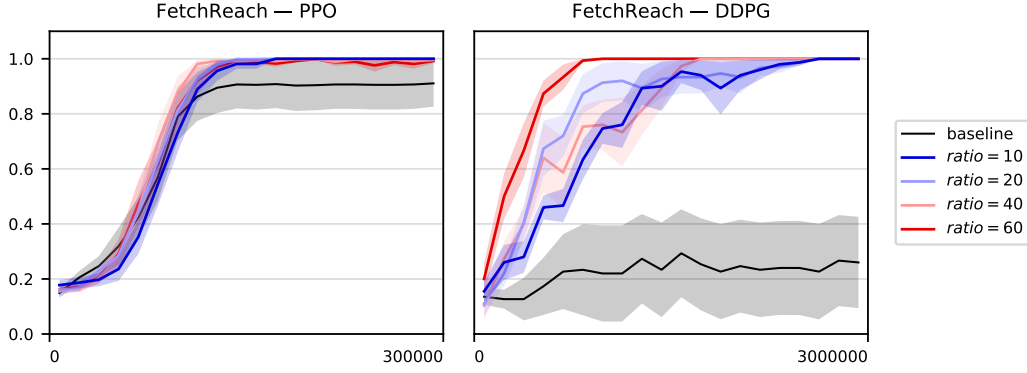 FetchReach — PPO
FetchReach — DDPG
1.0
0.8
0.6
0.4
0.2
0.0
0
300000
0
3000000
baseline
ratio = 10
ratio = 20
ratio = 40
ratio = 60